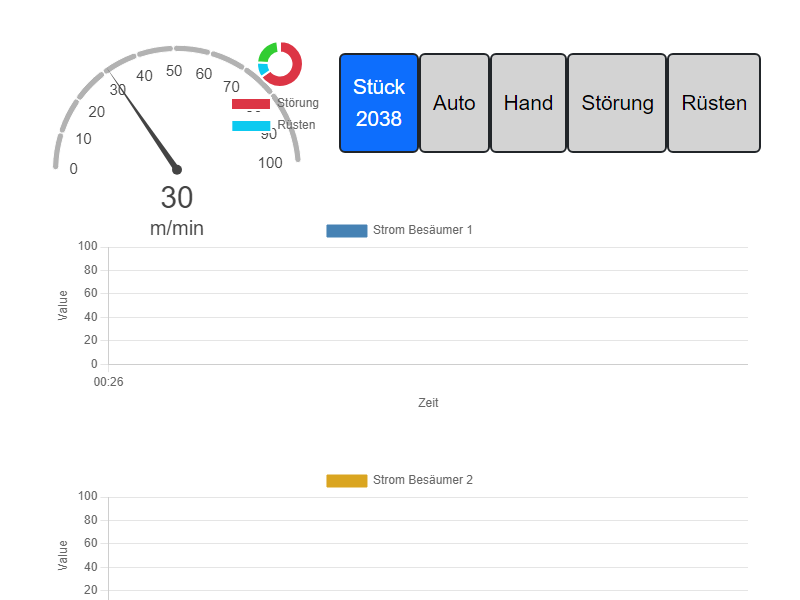 0
10
20
30
40
50
60
70
90
100
30
m/min
Störung
Rüsten
Stück
2038
Auto
Hand
Störung
Rüsten
Strom Besäumer 1
100
80
60
40
20
0
Value
00:26
Zeit
Strom Besäumer 2
100
80
60
40
20
Value